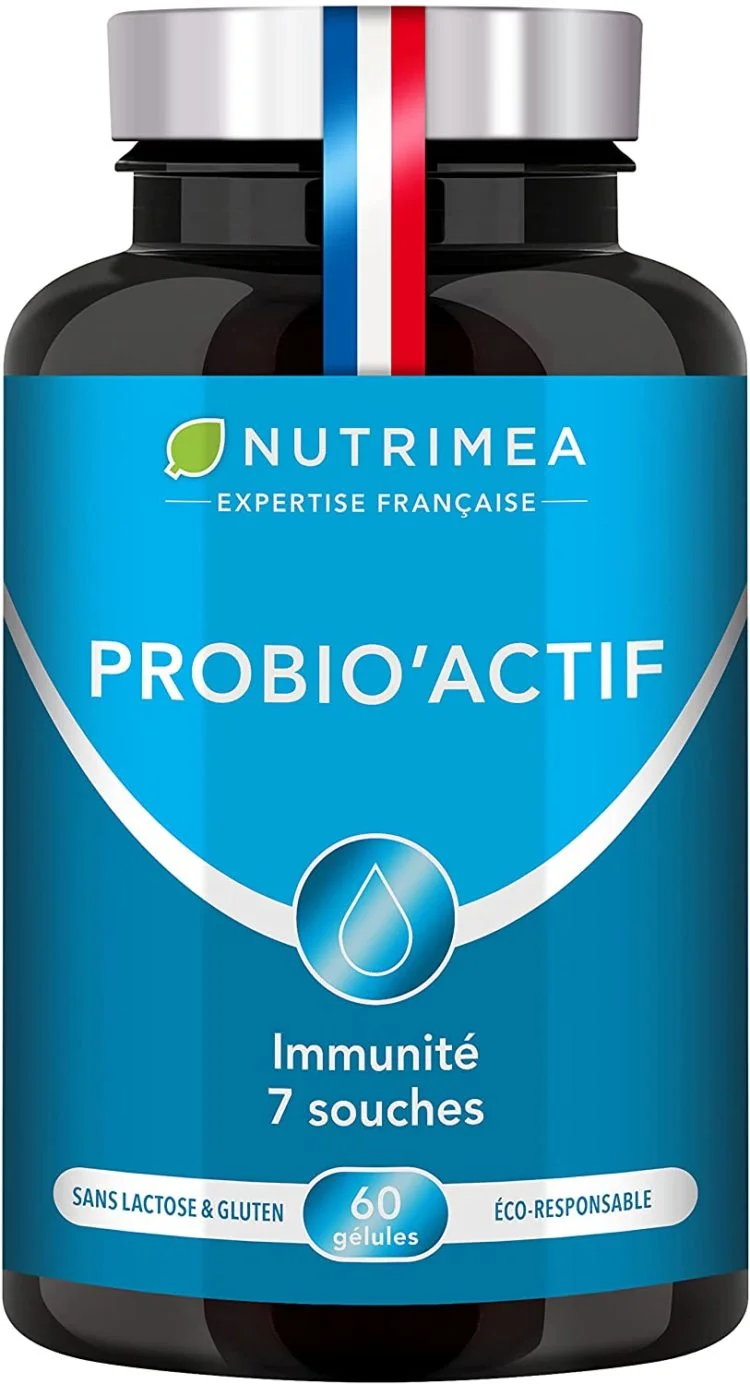 NUTRIMEA
EXPERTISE FRANÇAISE
PROBIO'ACTIF
Immunité
7 souches
SANS LACTOSE & GLUTEN
60
gélules
ÉCO-RESPONSABLE